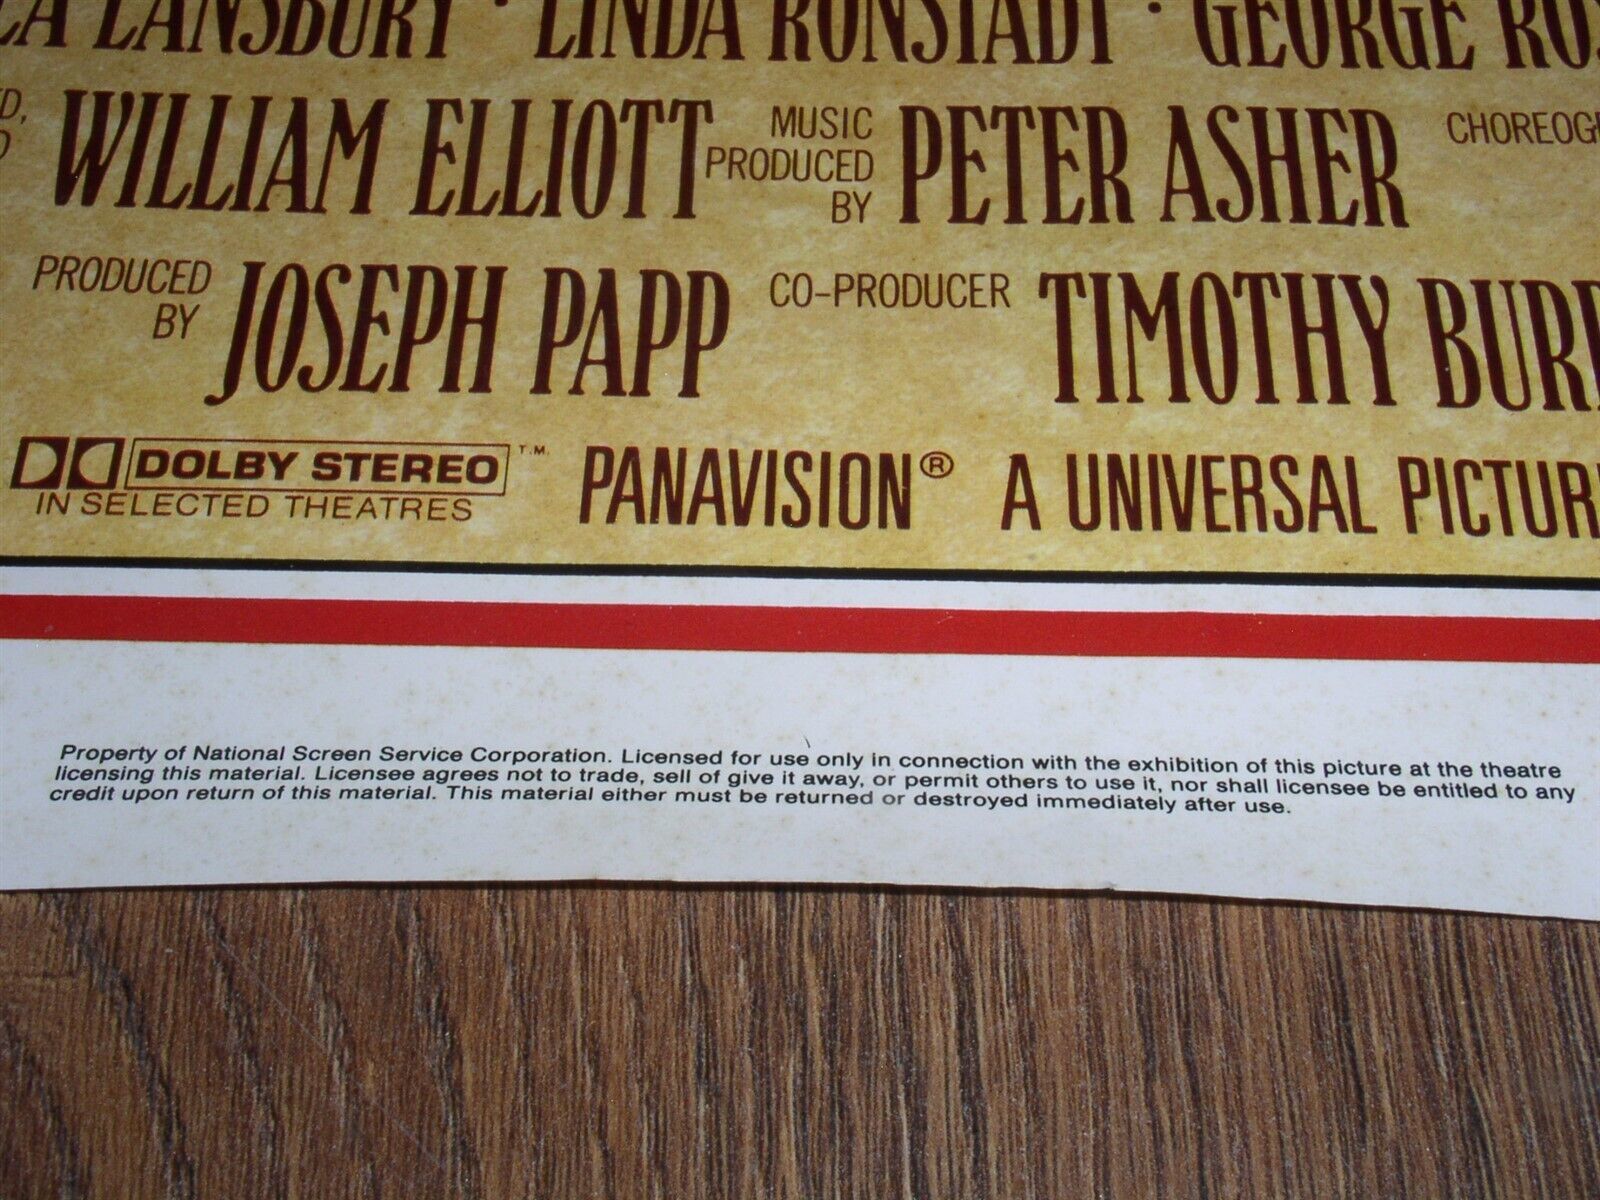 LANSBURY · LINDA RONSTADT · GEORGE
WILLIAM ELLIOTT MUSIC PRODUCED BY PETER ASHER
PRODUCED BY JOSEPH PAPP CO-PRODUCER TIMOTHY
DOLBY STEREO T.M. PANAVISION® A UNIVERSAL
IN SELECTED THEATRES
Property of National Screen Service Corporation. Licensed for use only in connection with the exhibition of this picture at the theatre
licensing this material. Licensee agrees not to trade, sell of give it away, or permit others to use it, nor shall licensee be entitled to any
credit upon return of this material. This material either must be returned or destroyed immediately after use.